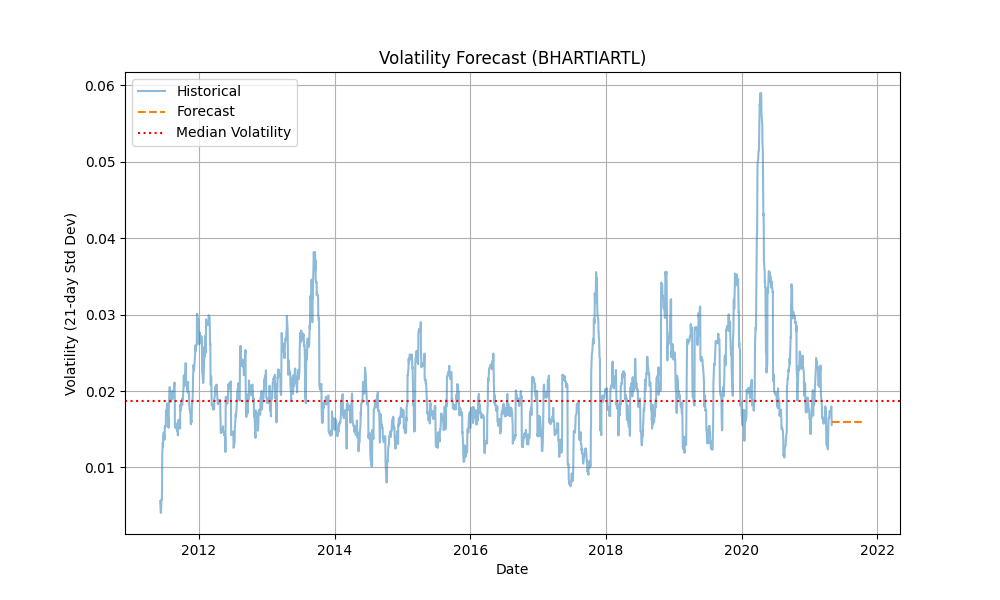 Volatility Forecast (BHARTIARTL)
Historical
Forecast
Median Volatility
Volatility (21-day Std Dev)
0.06
0.05
0.04
0.03
0.02
0.01
2012
2014
2016
2018
2020
2022
Date